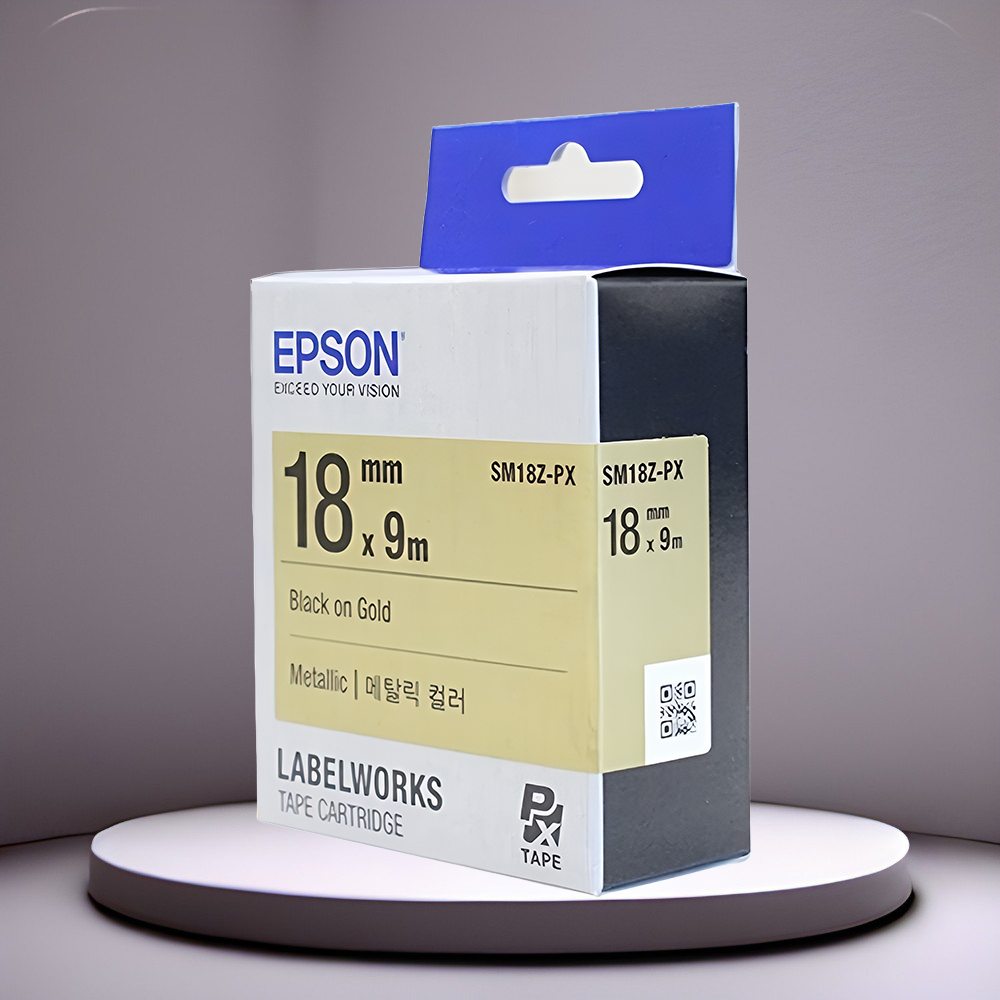 EPSON
EXCEED YOUR VISION
18 mm x 9m
SM18Z-PX
Black on Gold
Metallic | 메탈릭 컬러
LABELWORKS
TAPE CARTRIDGE
Px
TAPE
SM18Z-PX
18 mm x 9m